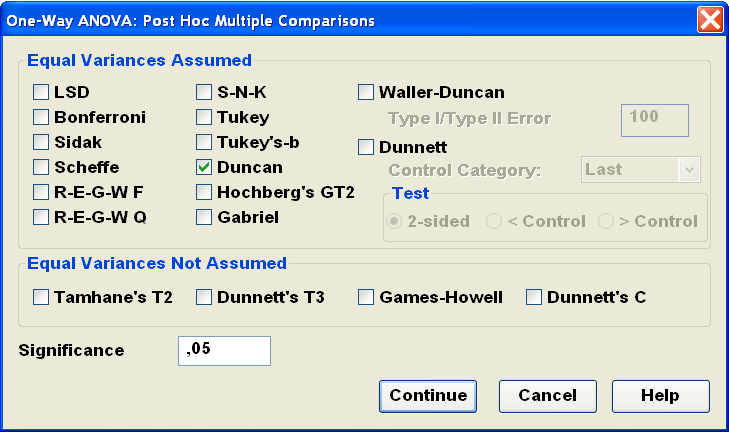 One-Way ANOVA: Post Hoc Multiple Comparisons
Equal Variances Assumed
LSD
Bonferroni
Sidak
Scheffe
R-E-G-W F
R-E-G-W Q
S-N-K
Tukey
Tukey's-b
Duncan
Hochberg's GT2
Gabriel
Waller-Duncan
Type I/Type II Error 100
Dunnett
Control Category: Last
Test
2-sided < Control > Control
Equal Variances Not Assumed
Tamhane's T2 Dunnett's T3 Games-Howell Dunnett's C
Significance ,05
Continue Cancel Help